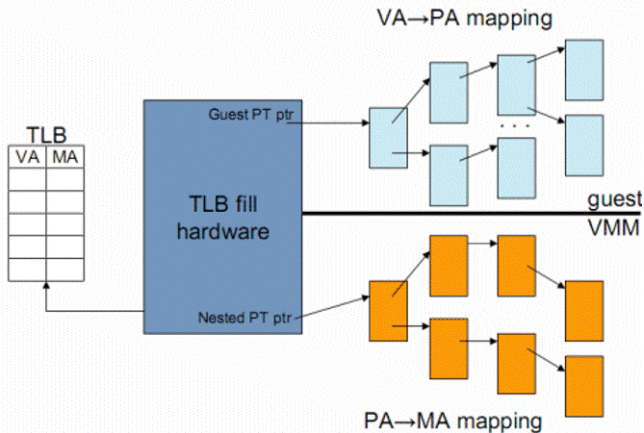 VA→PA mapping
Guest PT ptr
TLB
VA MA
. . .
TLB fill
hardware
guest
VMM
Nested PT ptr
PA→MA mapping